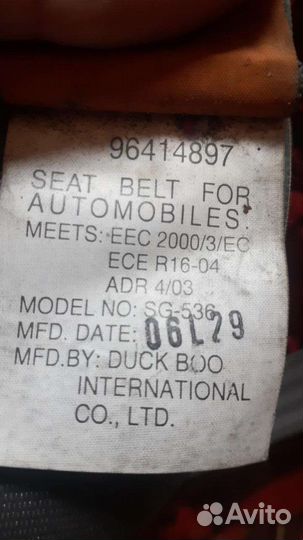 96414897
SEAT BELT FOR
AUTOMOBILES.
MEETS: EEC 2000/3/EC
ECE R16-04
ADR 4/03
MODEL NO: SG-536
MFD. DATE: 06L29
MFD.BY: DUCK BOO
INTERNATIONAL
CO., LTD.
Avito